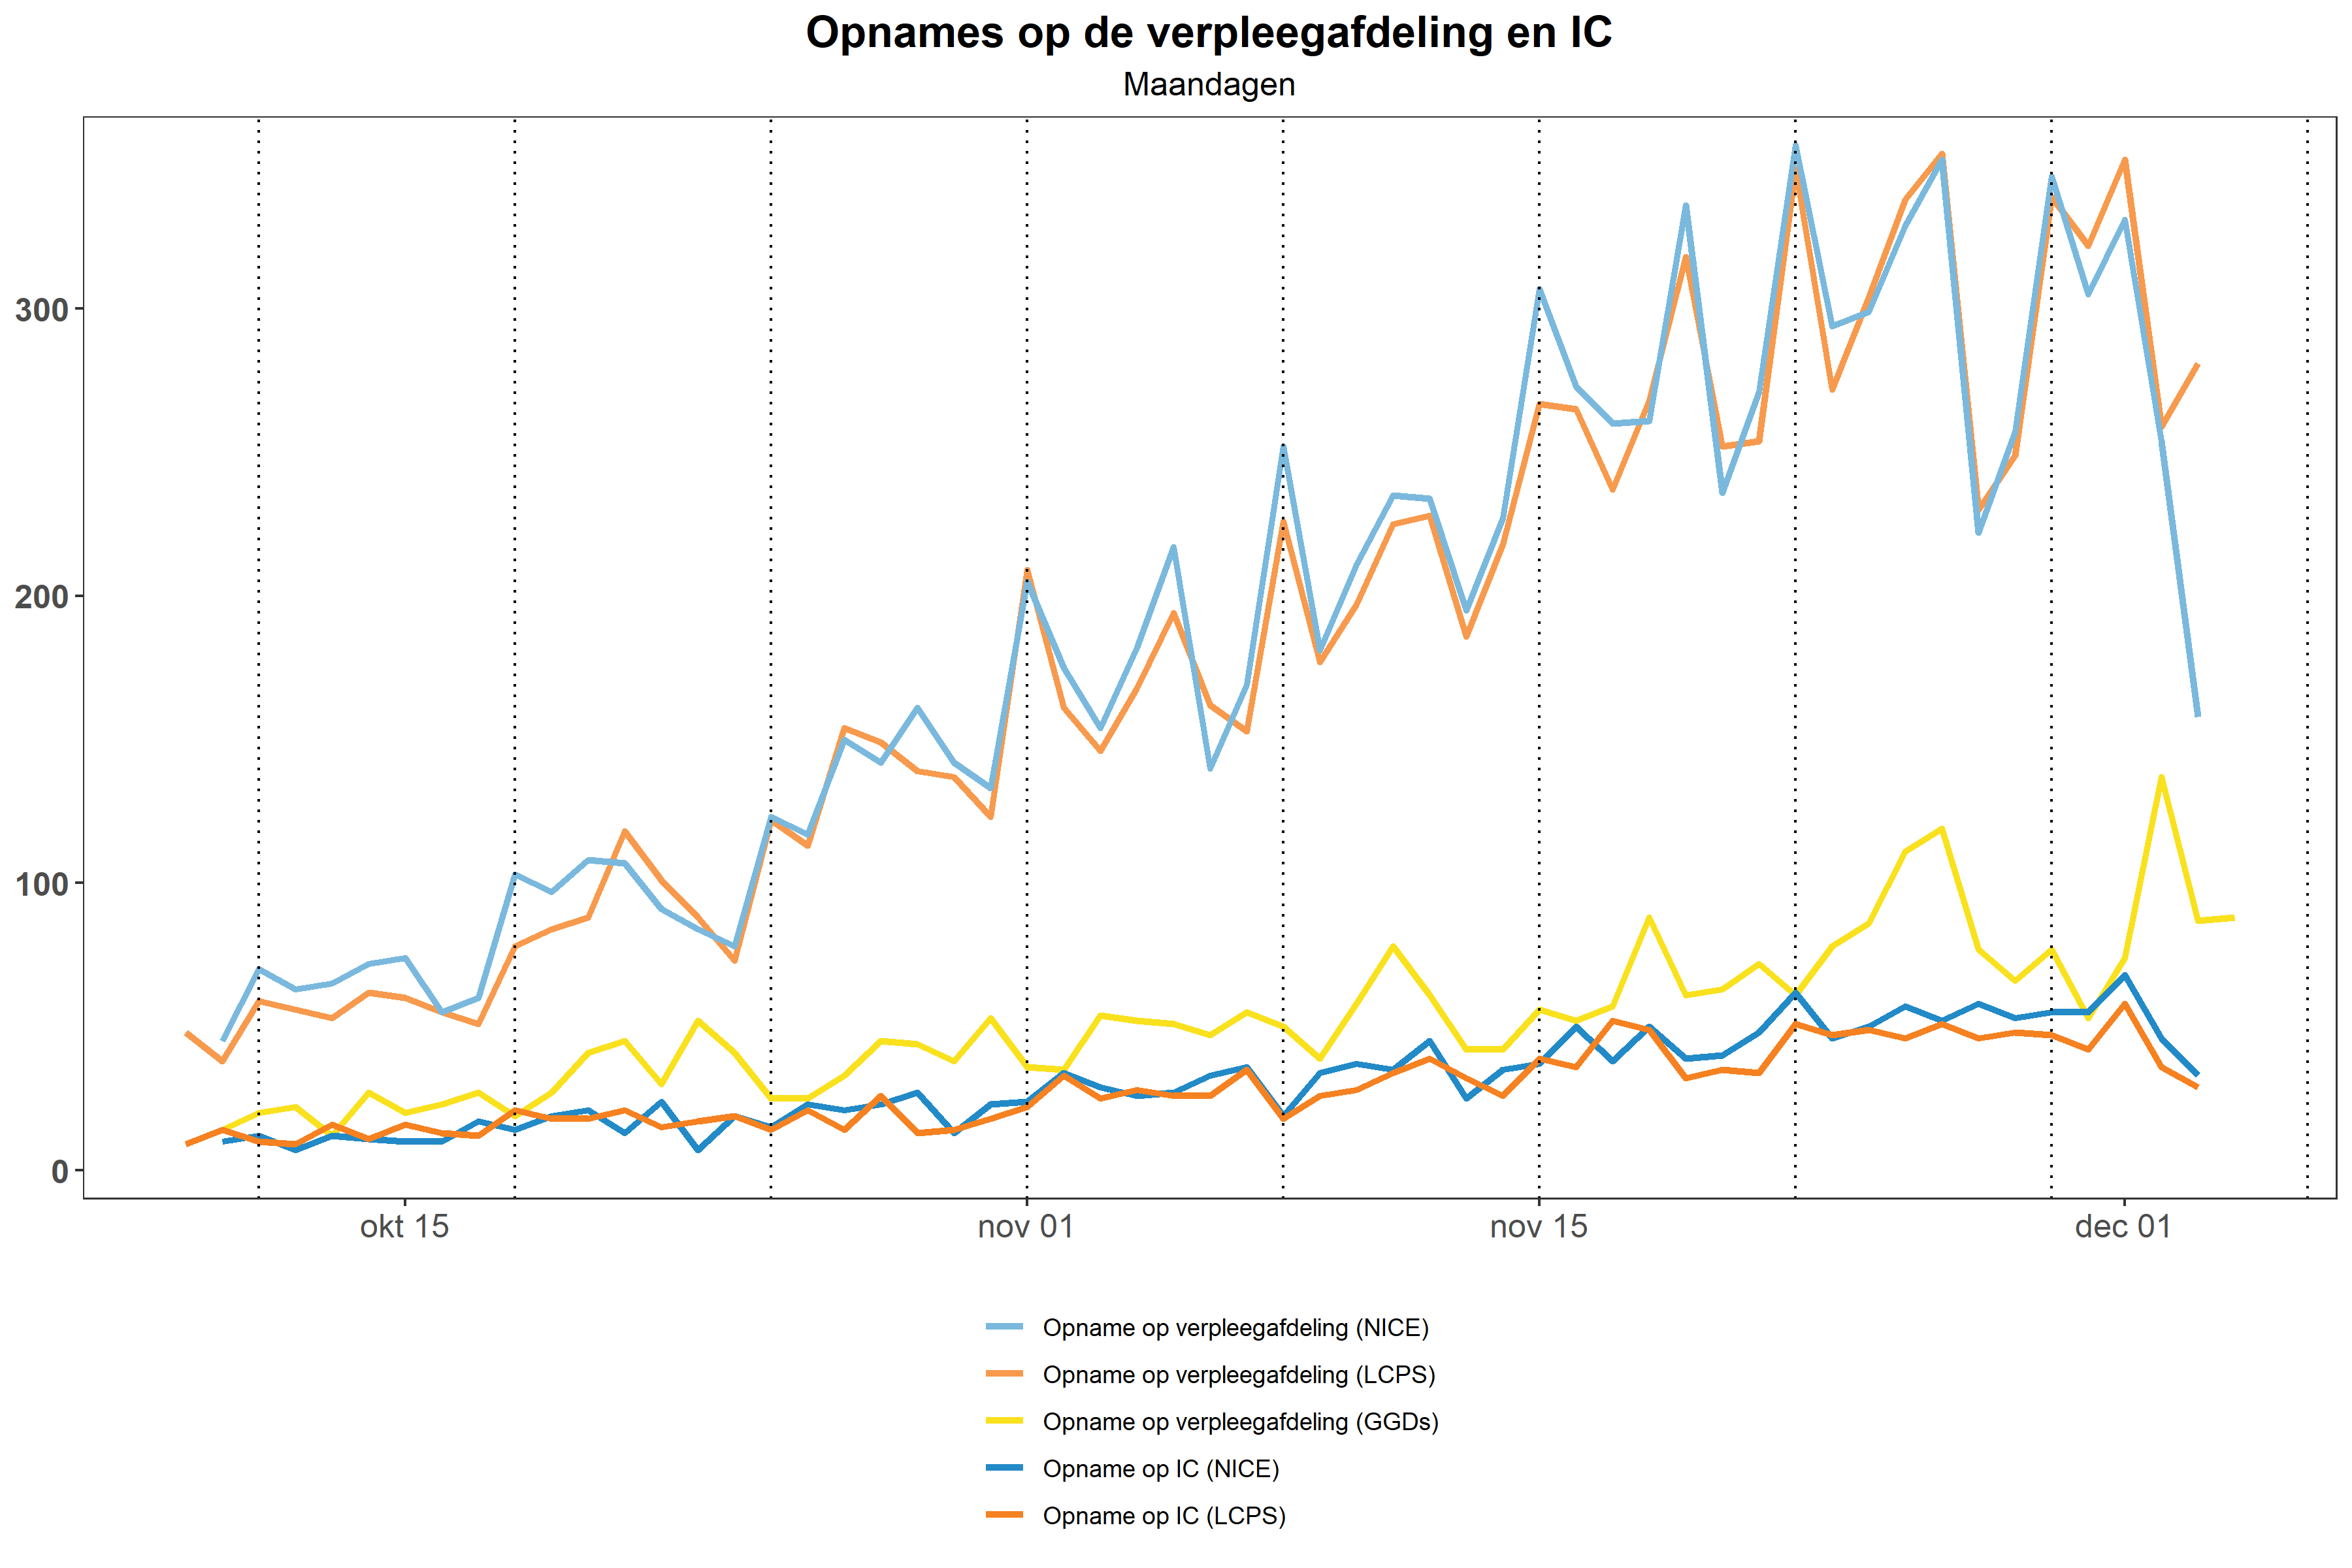 Opnames op de verpleegafdeling en IC
Maandagen
300
200
100
0
okt 15 nov 01 nov 15 dec 01
Opname op verpleegafdeling (NICE)
Opname op verpleegafdeling (LCPS)
Opname op verpleegafdeling (GGDs)
Opname op IC (NICE)
Opname op IC (LCPS)